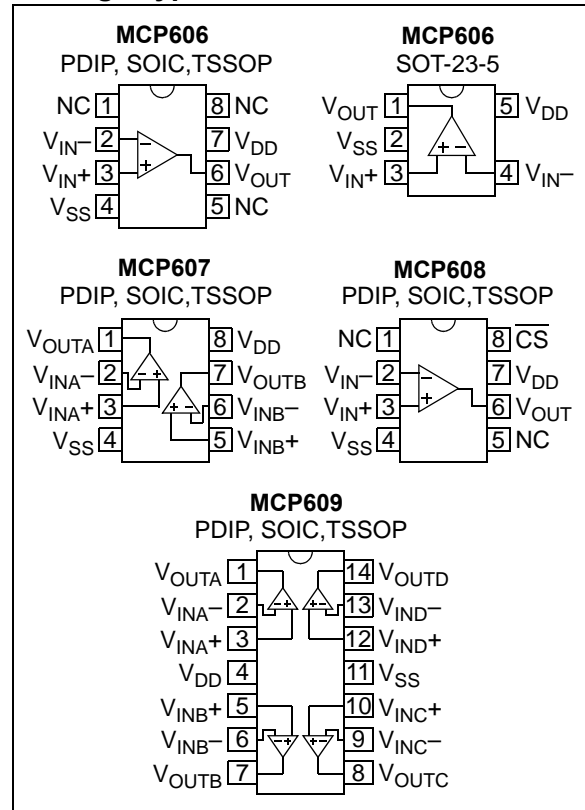 MCP606
PDIP, SOIC,TSSOP
NC 1 8 NC
VIN– 2 7 VDD
VIN+ 3 6 VOUT
VSS 4 5 NC
MCP606
SOT-23-5
VOUT 1 5 VDD
VSS 2
VIN+ 3 4 VIN–
MCP607
PDIP, SOIC,TSSOP
VOUTA 1 8 VDD
VINA– 2 7 VOUTB
VINA+ 3 6 VINB–
VSS 4 5 VINB+
MCP608
PDIP, SOIC,TSSOP
NC 1 8 CS
VIN– 2 7 VDD
VIN+ 3 6 VOUT
VSS 4 5 NC
MCP609
PDIP, SOIC,TSSOP
VOUTA 1 14 VOUTD
VINA– 2 13 VIND–
VINA+ 3 12 VIND+
VDD 4 11 VSS
VINB+ 5 10 VINC+
VINB– 6 9 VINC–
VOUTB 7 8 VOUTC